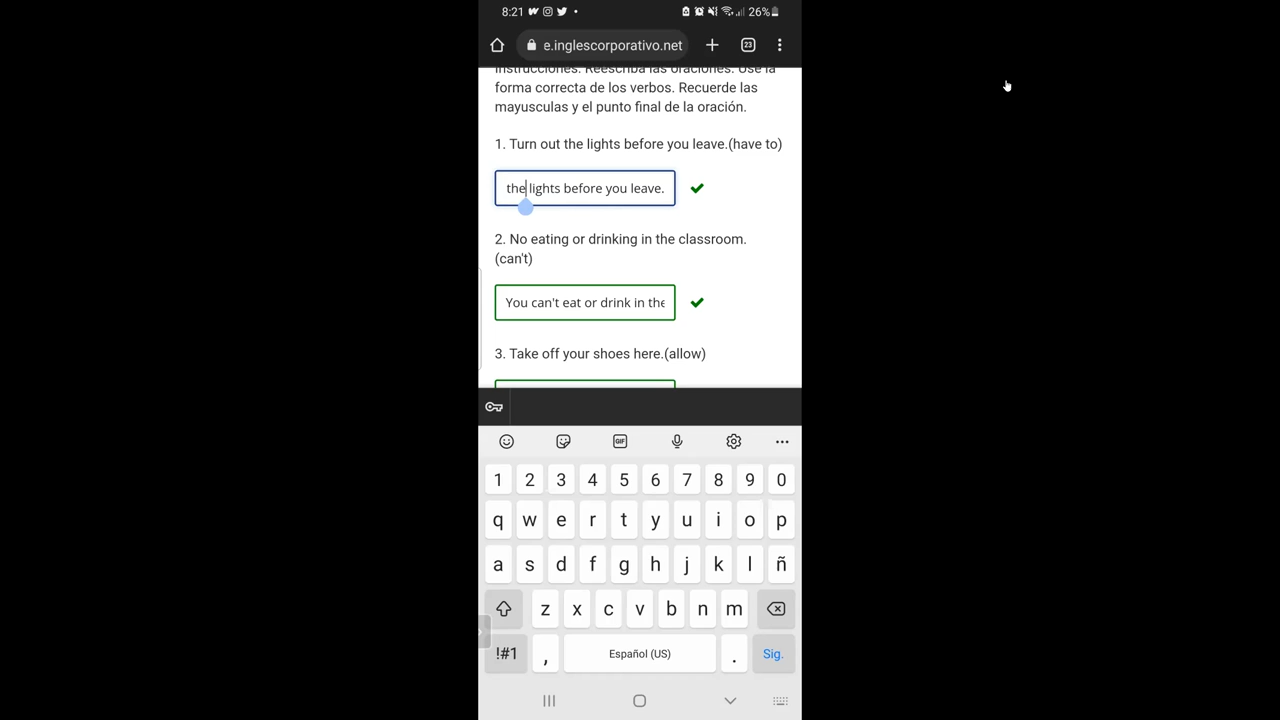 8:21 26%
e.inglescorporativo.net 23
Instrucciones. Reescriba las oraciones. Use la
forma correcta de los verbos. Recuerde las
mayusculas y el punto final de la oración.
1. Turn out the lights before you leave.(have to)
the lights before you leave.
2. No eating or drinking in the classroom.
(can't)
You can't eat or drink in the
3. Take off your shoes here.(allow)
GIF
1 2 3 4 5 6 7 8 9 0
q w e r t y u i o p
a s d f g h j k l ñ
z x c v b n m
!#1 , Español (US) . Sig.